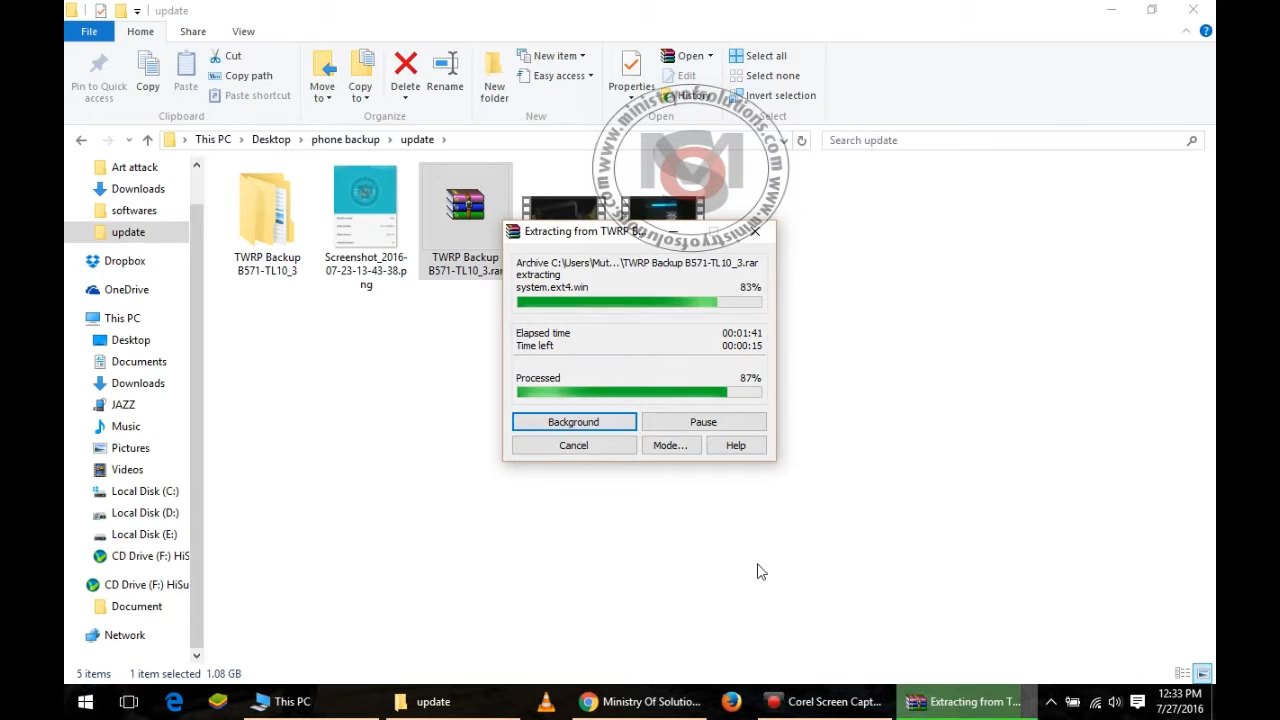 update
File
Home
Share
View
Pin to Quick
access
Copy
Paste
Cut
Copy path
Paste shortcut
Clipboard
Move
to
Copy
to
Delete
Rename
Organize
New
folder
New item
Easy access
New
Properties
Open
Edit
History
Open
Select all
Select none
Invert selection
Select
This PC
Desktop
phone backup
update
Search update
www.ministryofsolutions.com
www.ministryofsolutions.com
Art attack
Downloads
softwares
update
Dropbox
OneDrive
This PC
Desktop
Documents
Downloads
JAZZ
Music
Pictures
Videos
Local Disk (C:)
Local Disk (D:)
Local Disk (E:)
CD Drive (F:) HiS
CD Drive (F:) HiSu
Document
Network
TWRP Backup
B571-TL10_3
Screenshot_2016-
07-23-13-43-38.p
ng
TWRP Backup
B571-TL10_3.rar
Extracting from TWRP B
Archive C:\Users\Mut...\TWRP Backup B571-TL10_3.rar
extracting
system.ext4.win 83%
Elapsed time 00:01:41
Time left 00:00:15
Processed 87%
Background
Pause
Cancel
Mode...
Help
5 items 1 item selected 1.08 GB
This PC
update
Ministry Of Solutio...
Corel Screen Capt...
Extracting from T...
12:33 PM
7/27/2016